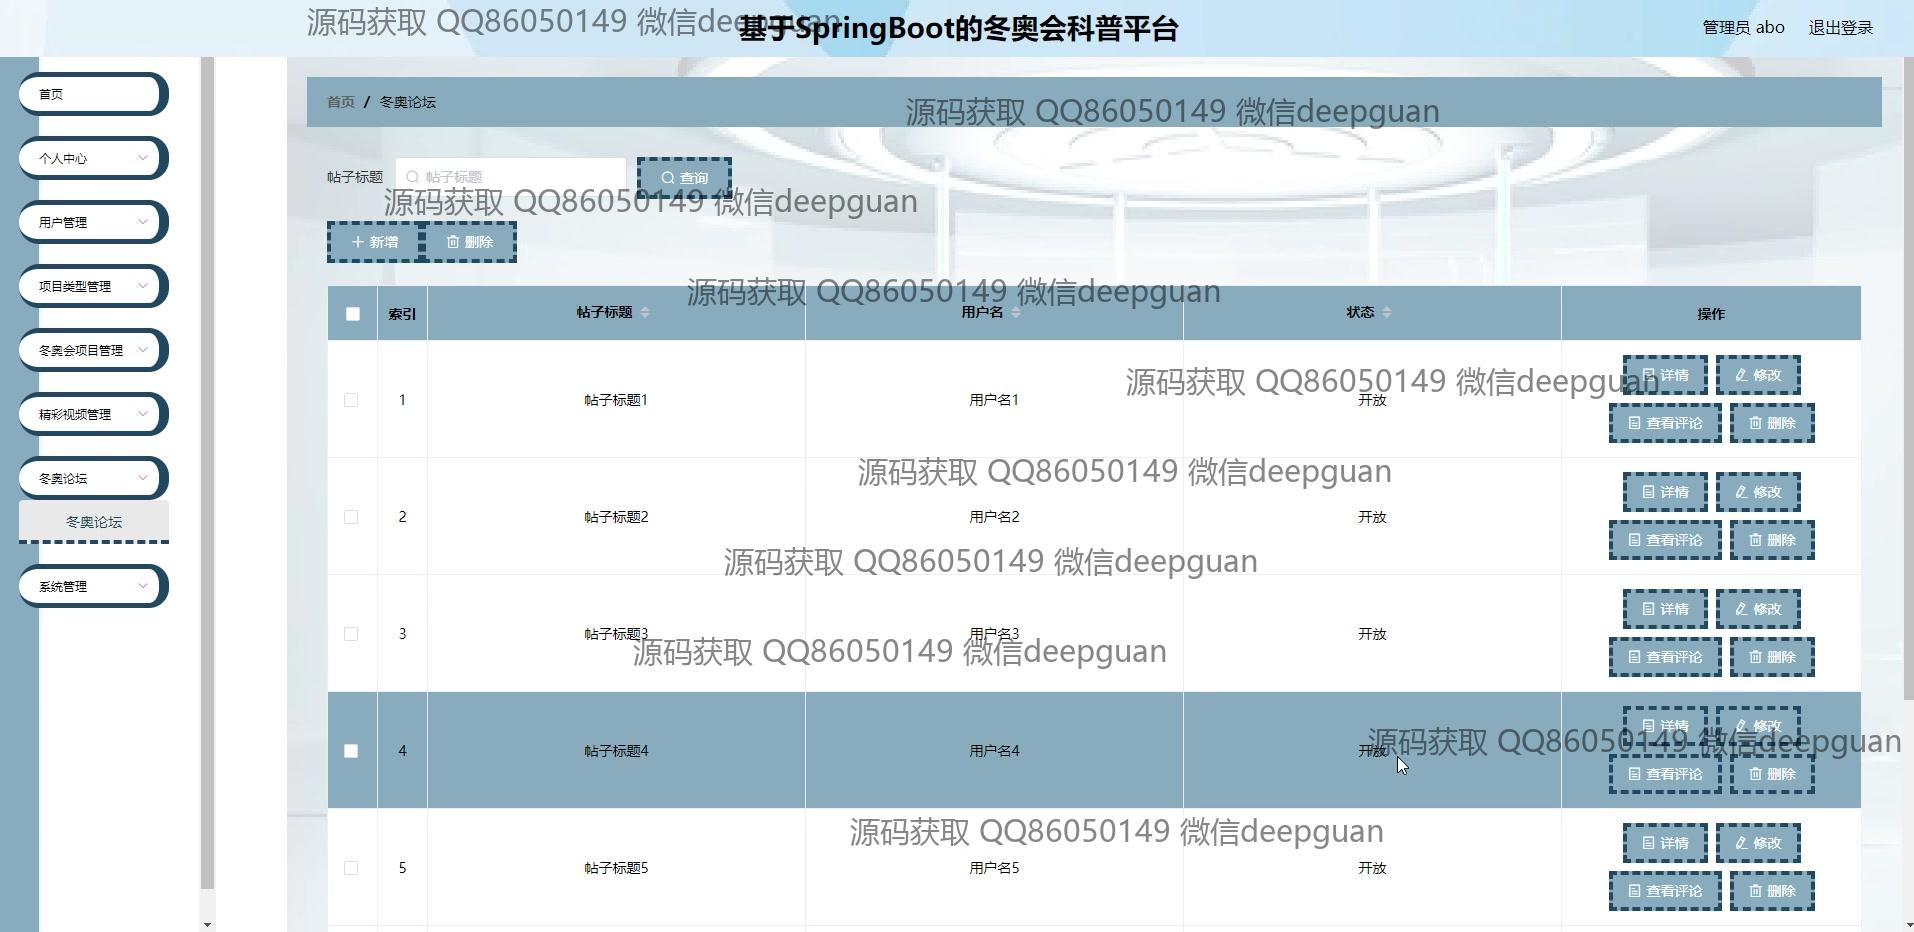 源码获取 QQ86050149 微信deepguan
基于SpringBoot的冬奥会科普平台
管理员 abo 退出登录
首页
个人中心
用户管理
项目类型管理
冬奥会项目管理
精彩视频管理
冬奥论坛
冬奥论坛
系统管理
首页 / 冬奥论坛
源码获取 QQ86050149 微信deepguan
帖子标题 帖子标题 查询
源码获取 QQ86050149 微信deepguan
新增 删除
源码获取 QQ86050149 微信deepguan
索引 帖子标题 用户名 状态 操作
1 帖子标题1 用户名1 开放 详情 修改
查看评论 删除
源码获取 QQ86050149 微信deepguan
源码获取 QQ86050149 微信deepguan
2 帖子标题2 用户名2 开放 详情 修改
查看评论 删除
源码获取 QQ86050149 微信deepguan
3 帖子标题3 用户名3 开放 详情 修改
查看评论 删除
源码获取 QQ86050149 微信deepguan
4 帖子标题4 用户名4 开放 详情 修改
查看评论 删除
源码获取 QQ86050149 微信deepguan
源码获取 QQ86050149 微信deepguan
5 帖子标题5 用户名5 开放 详情 修改
查看评论 删除